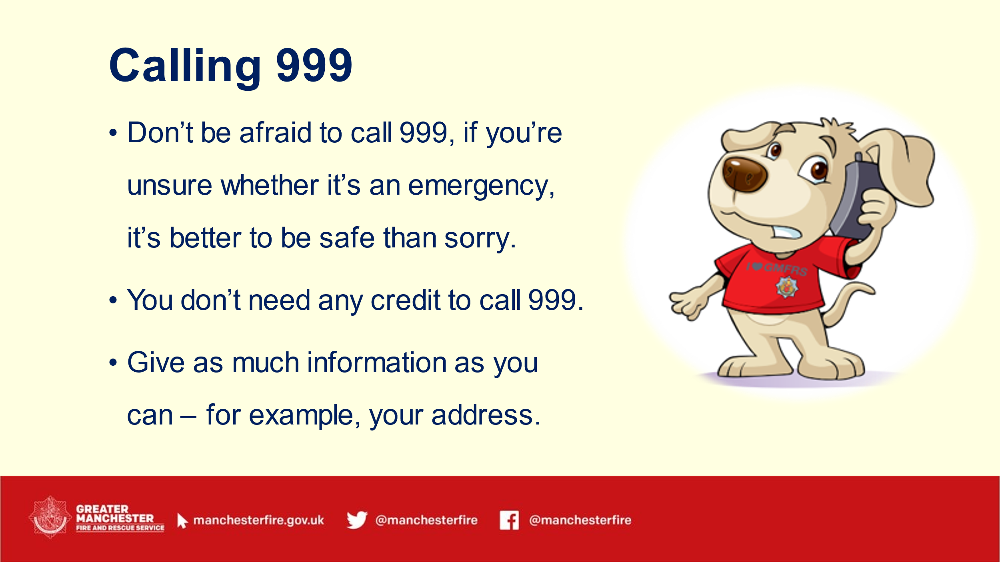 Calling 999
• Don’t be afraid to call 999, if you’re
unsure whether it’s an emergency,
it’s better to be safe than sorry.
• You don’t need any credit to call 999.
• Give as much information as you
can – for example, your address.
I ♥ GMFRS
GREATER
MANCHESTER
FIRE AND RESCUE SERVICE
manchesterfire.gov.uk
@manchesterfire
@manchesterfire